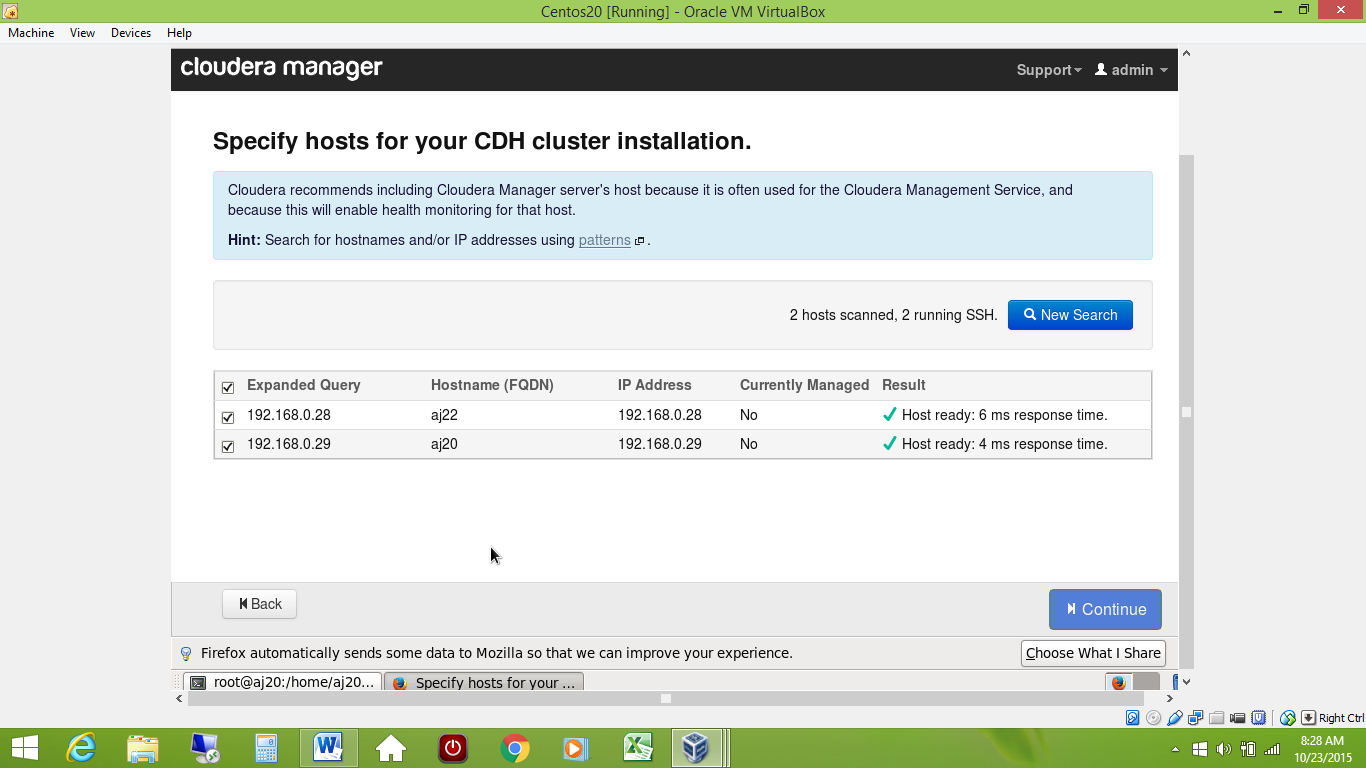 Centos20 [Running] - Oracle VM VirtualBox
Machine View Devices Help
cloudera manager
Support admin
Specify hosts for your CDH cluster installation.
Cloudera recommends including Cloudera Manager server's host because it is often used for the Cloudera Management Service, and
because this will enable health monitoring for that host.
Hint: Search for hostnames and/or IP addresses using patterns .
2 hosts scanned, 2 running SSH. New Search
Expanded Query Hostname (FQDN) IP Address Currently Managed Result
192.168.0.28 aj22 192.168.0.28 No Host ready: 6 ms response time.
192.168.0.29 aj20 192.168.0.29 No Host ready: 4 ms response time.
Back Continue
Firefox automatically sends some data to Mozilla so that we can improve your experience. Choose What I Share
root@aj20:/home/aj20... Specify hosts for your ...
Right Ctrl
8:28 AM
10/23/2015